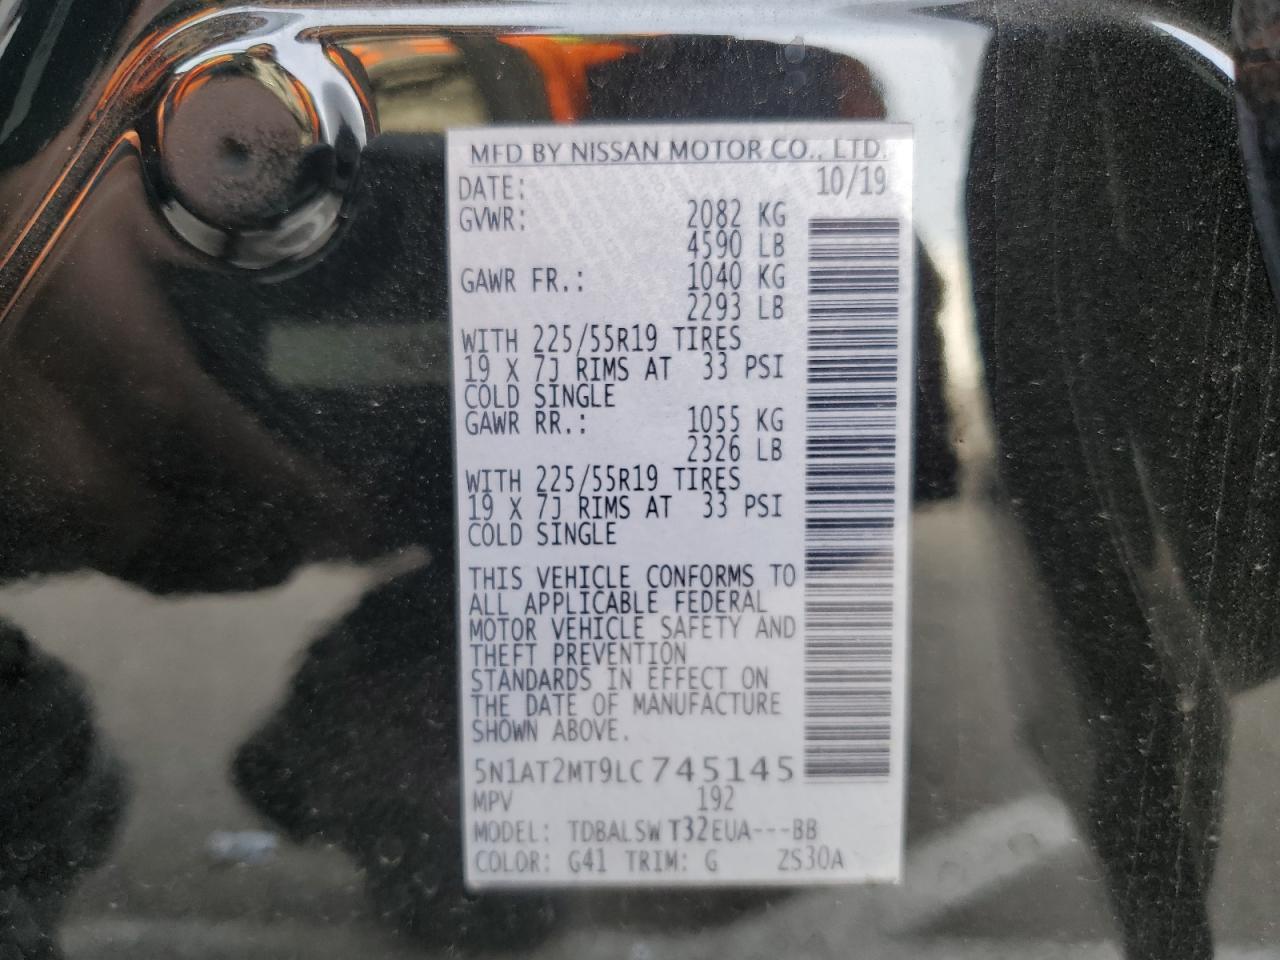 MFD BY NISSAN MOTOR CO., LTD.
DATE: 10/19
GVWR: 2082 KG
4590 LB
GAWR FR.: 1040 KG
2293 LB
WITH 225/55R19 TIRES
19 X 7J RIMS AT 33 PSI
COLD SINGLE
GAWR RR.: 1055 KG
2326 LB
WITH 225/55R19 TIRES
19 X 7J RIMS AT 33 PSI
COLD SINGLE
THIS VEHICLE CONFORMS TO
ALL APPLICABLE FEDERAL
MOTOR VEHICLE SAFETY AND
THEFT PREVENTION
STANDARDS IN EFFECT ON
THE DATE OF MANUFACTURE
SHOWN ABOVE.
5N1AT2MT9LC745145
MPV 192
MODEL: TDBALSW T32EUA---BB
COLOR: G41 TRIM: G ZS30A